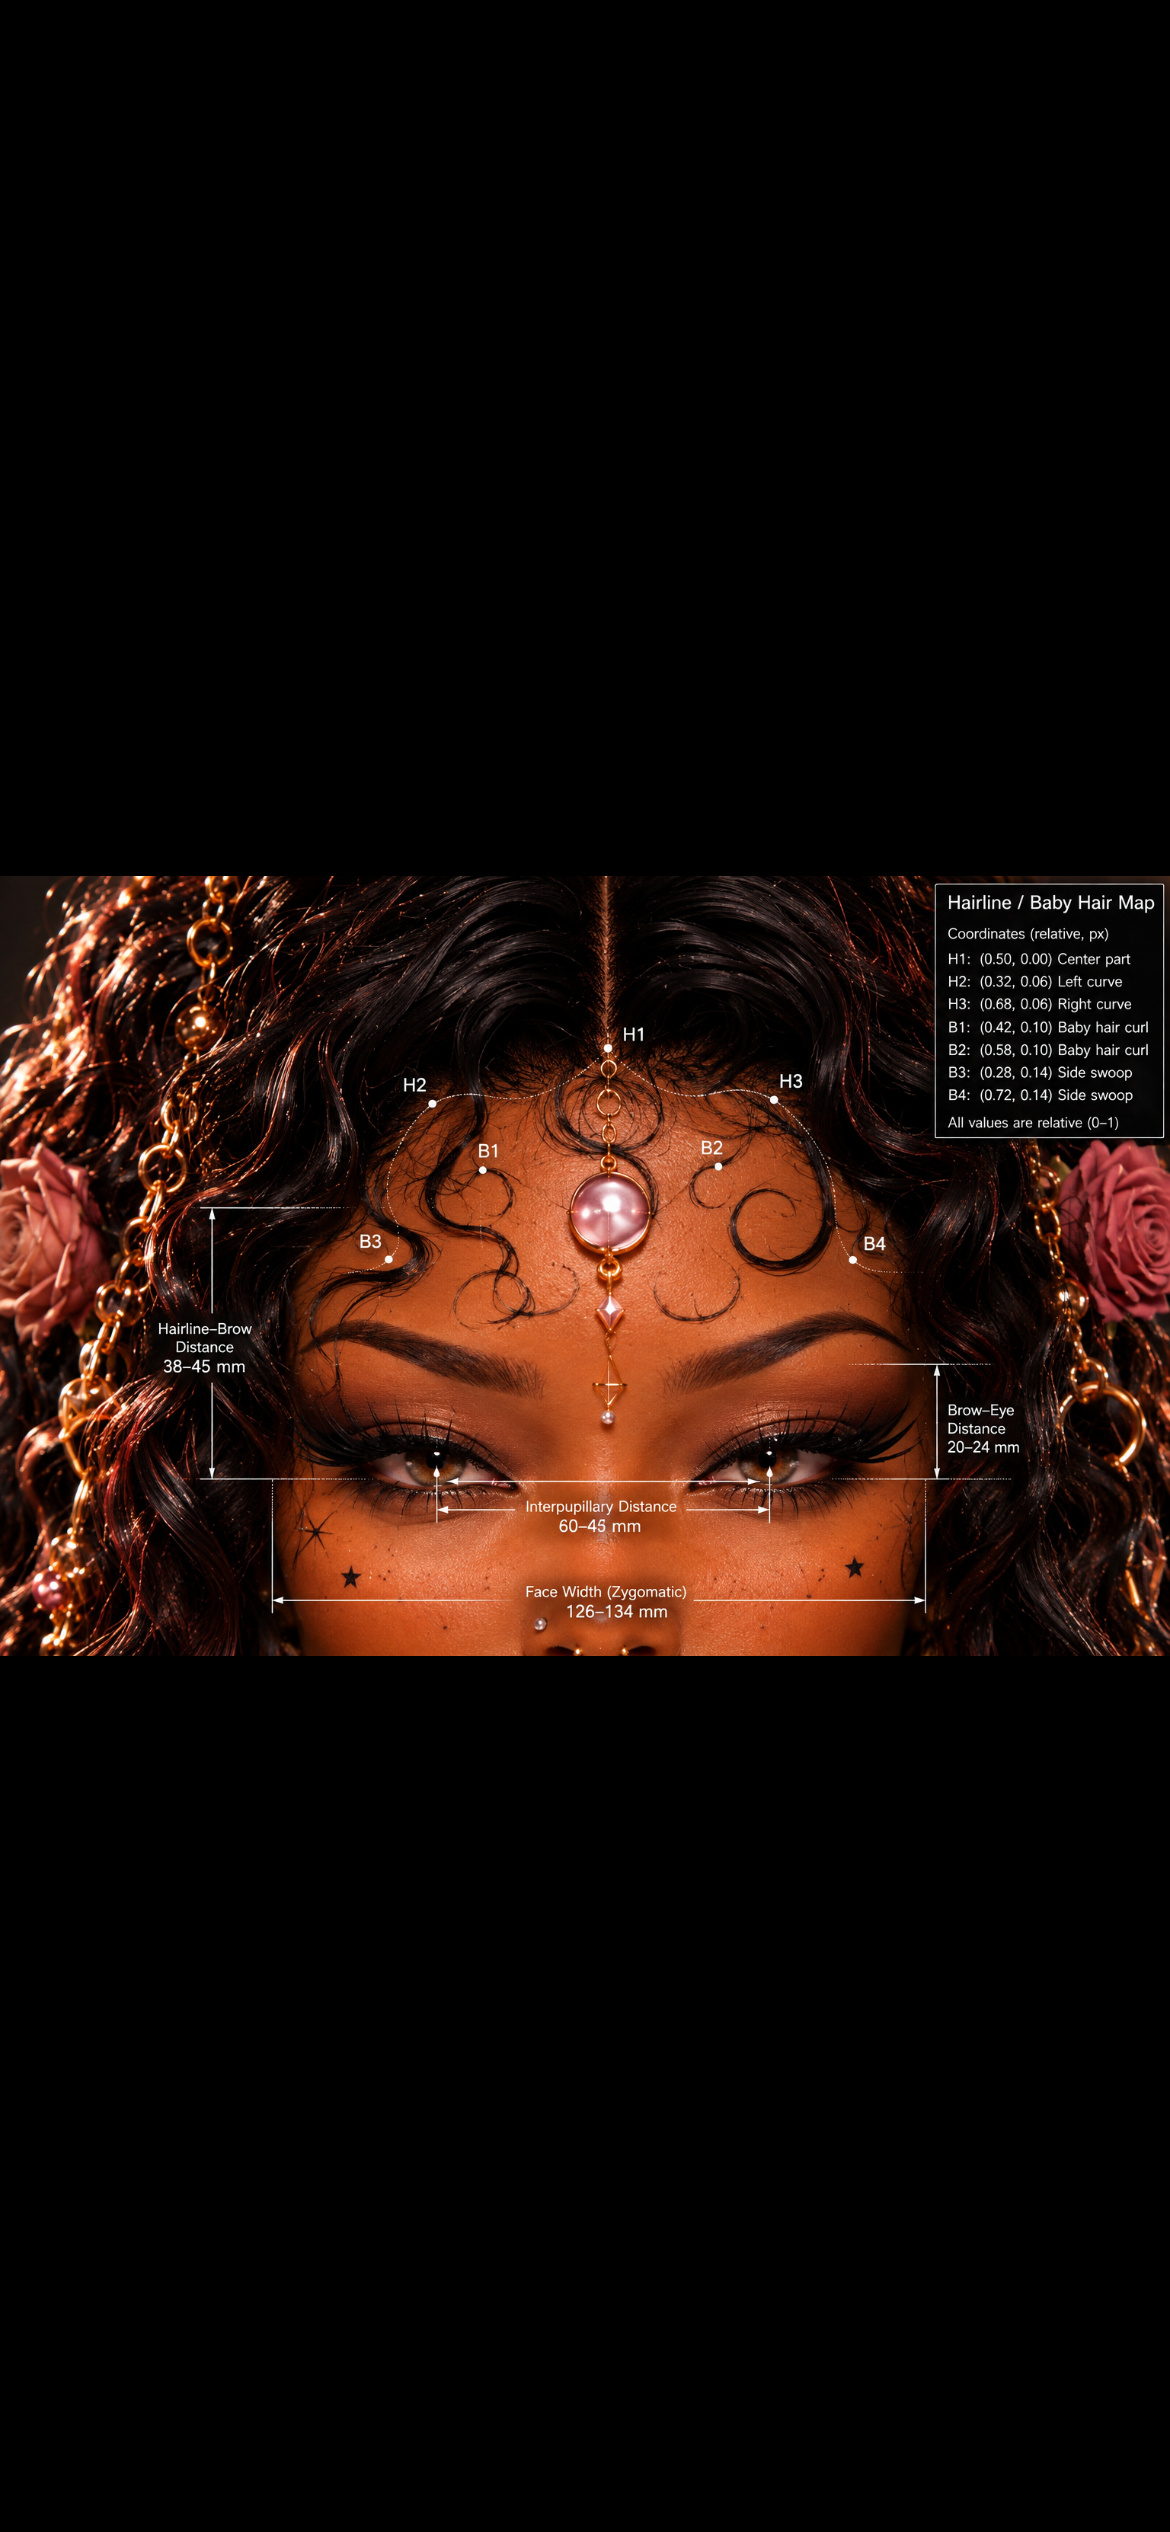 Hairline / Baby Hair Map
Coordinates (relative, px)
H1: (0.50, 0.00) Center part
H2: (0.32, 0.06) Left curve
H3: (0.68, 0.06) Right curve
B1: (0.42, 0.10) Baby hair curl
B2: (0.58, 0.10) Baby hair curl
B3: (0.28, 0.14) Side swoop
B4: (0.72, 0.14) Side swoop
All values are relative (0–1)
H1
H2
H3
B1
B2
B3
B4
Hairline–Brow
Distance
38–45 mm
Brow–Eye
Distance
20–24 mm
Interpupillary Distance
60–45 mm
Face Width (Zygomatic)
126–134 mm